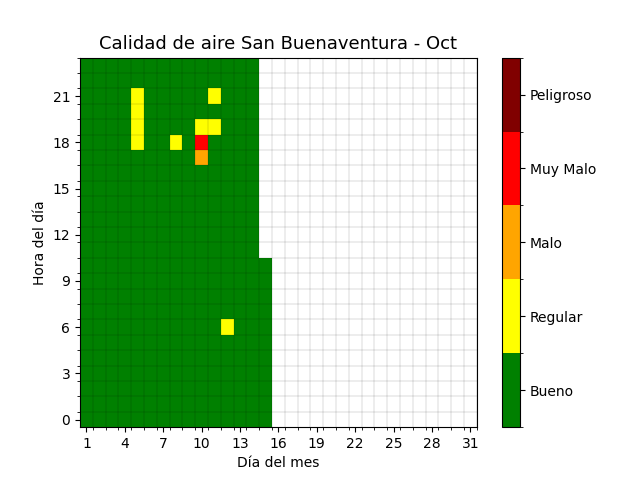 Calidad de aire San Buenaventura - Oct
Peligroso
Muy Malo
Malo
Regular
Bueno
Hora del día
21
18
15
12
9
6
3
0
1 4 7 10 13 16 19 22 25 28 31
Día del mes